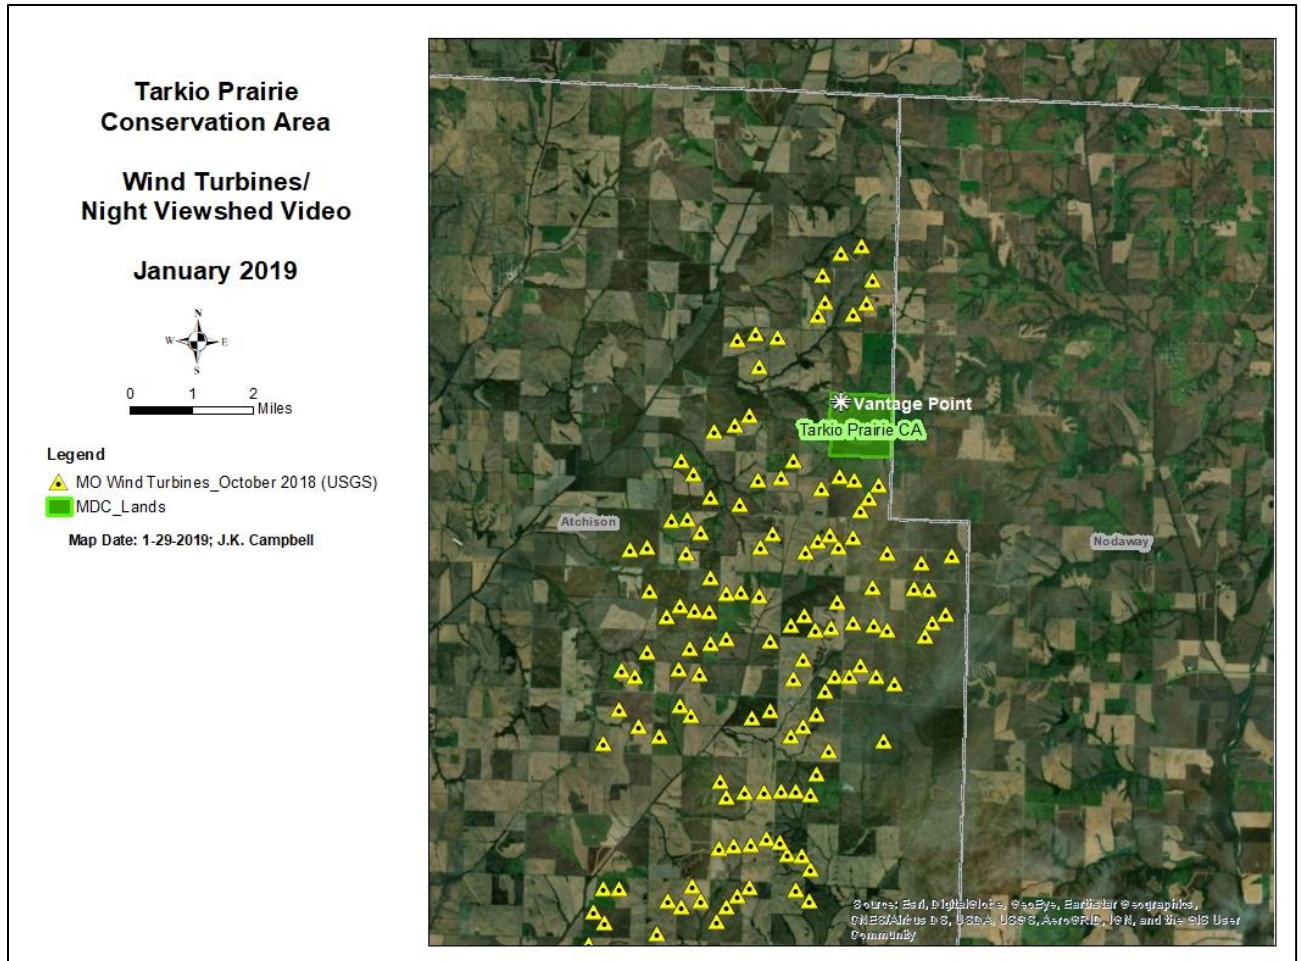 Tarkio Prairie
Conservation Area
Wind Turbines/
Night Viewshed Video
January 2019
N
W E
S
0 1 2
Miles
Legend
MO Wind Turbines_October 2018 (USGS)
MDC_Lands
Map Date: 1-29-2019; J.K. Campbell
Vantage Point
Tarkio Prairie CA
Atchison
Nodaway
Source: Esri, DigitalGlobe, GeoEye, Earthstar Geographics,
CNES/Airbus DS, USDA, USGS, AeroGRID, IGN, and the GIS User
Community